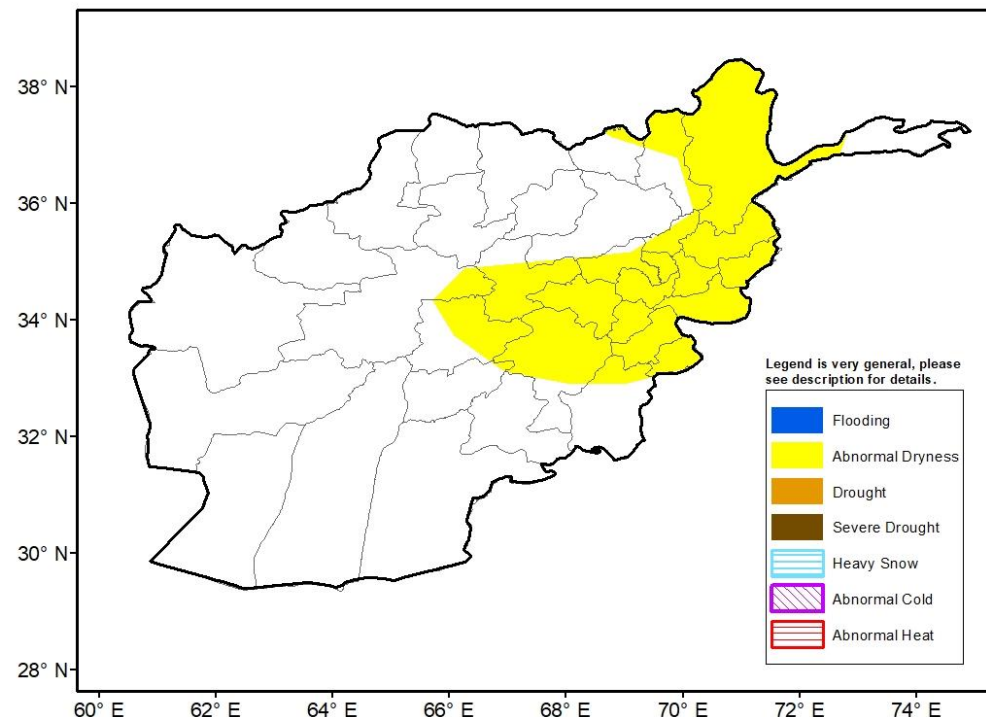 38° N
36° N
34° N
32° N
30° N
28° N
Legend is very general, please
see description for details.
Flooding
Abnormal Dryness
Drought
Severe Drought
Heavy Snow
Abnormal Cold
Abnormal Heat
60° E 62° E 64° E 66° E 68° E 70° E 72° E 74° E